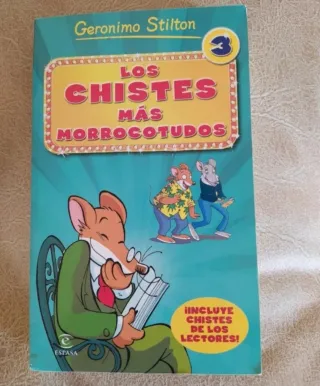 Geronimo Stilton
3
LOS
CHISTES
MÁS
MORROCOTUDOS
¡INCLUYE
CHISTES
DE LOS
LECTORES!
ESPASA